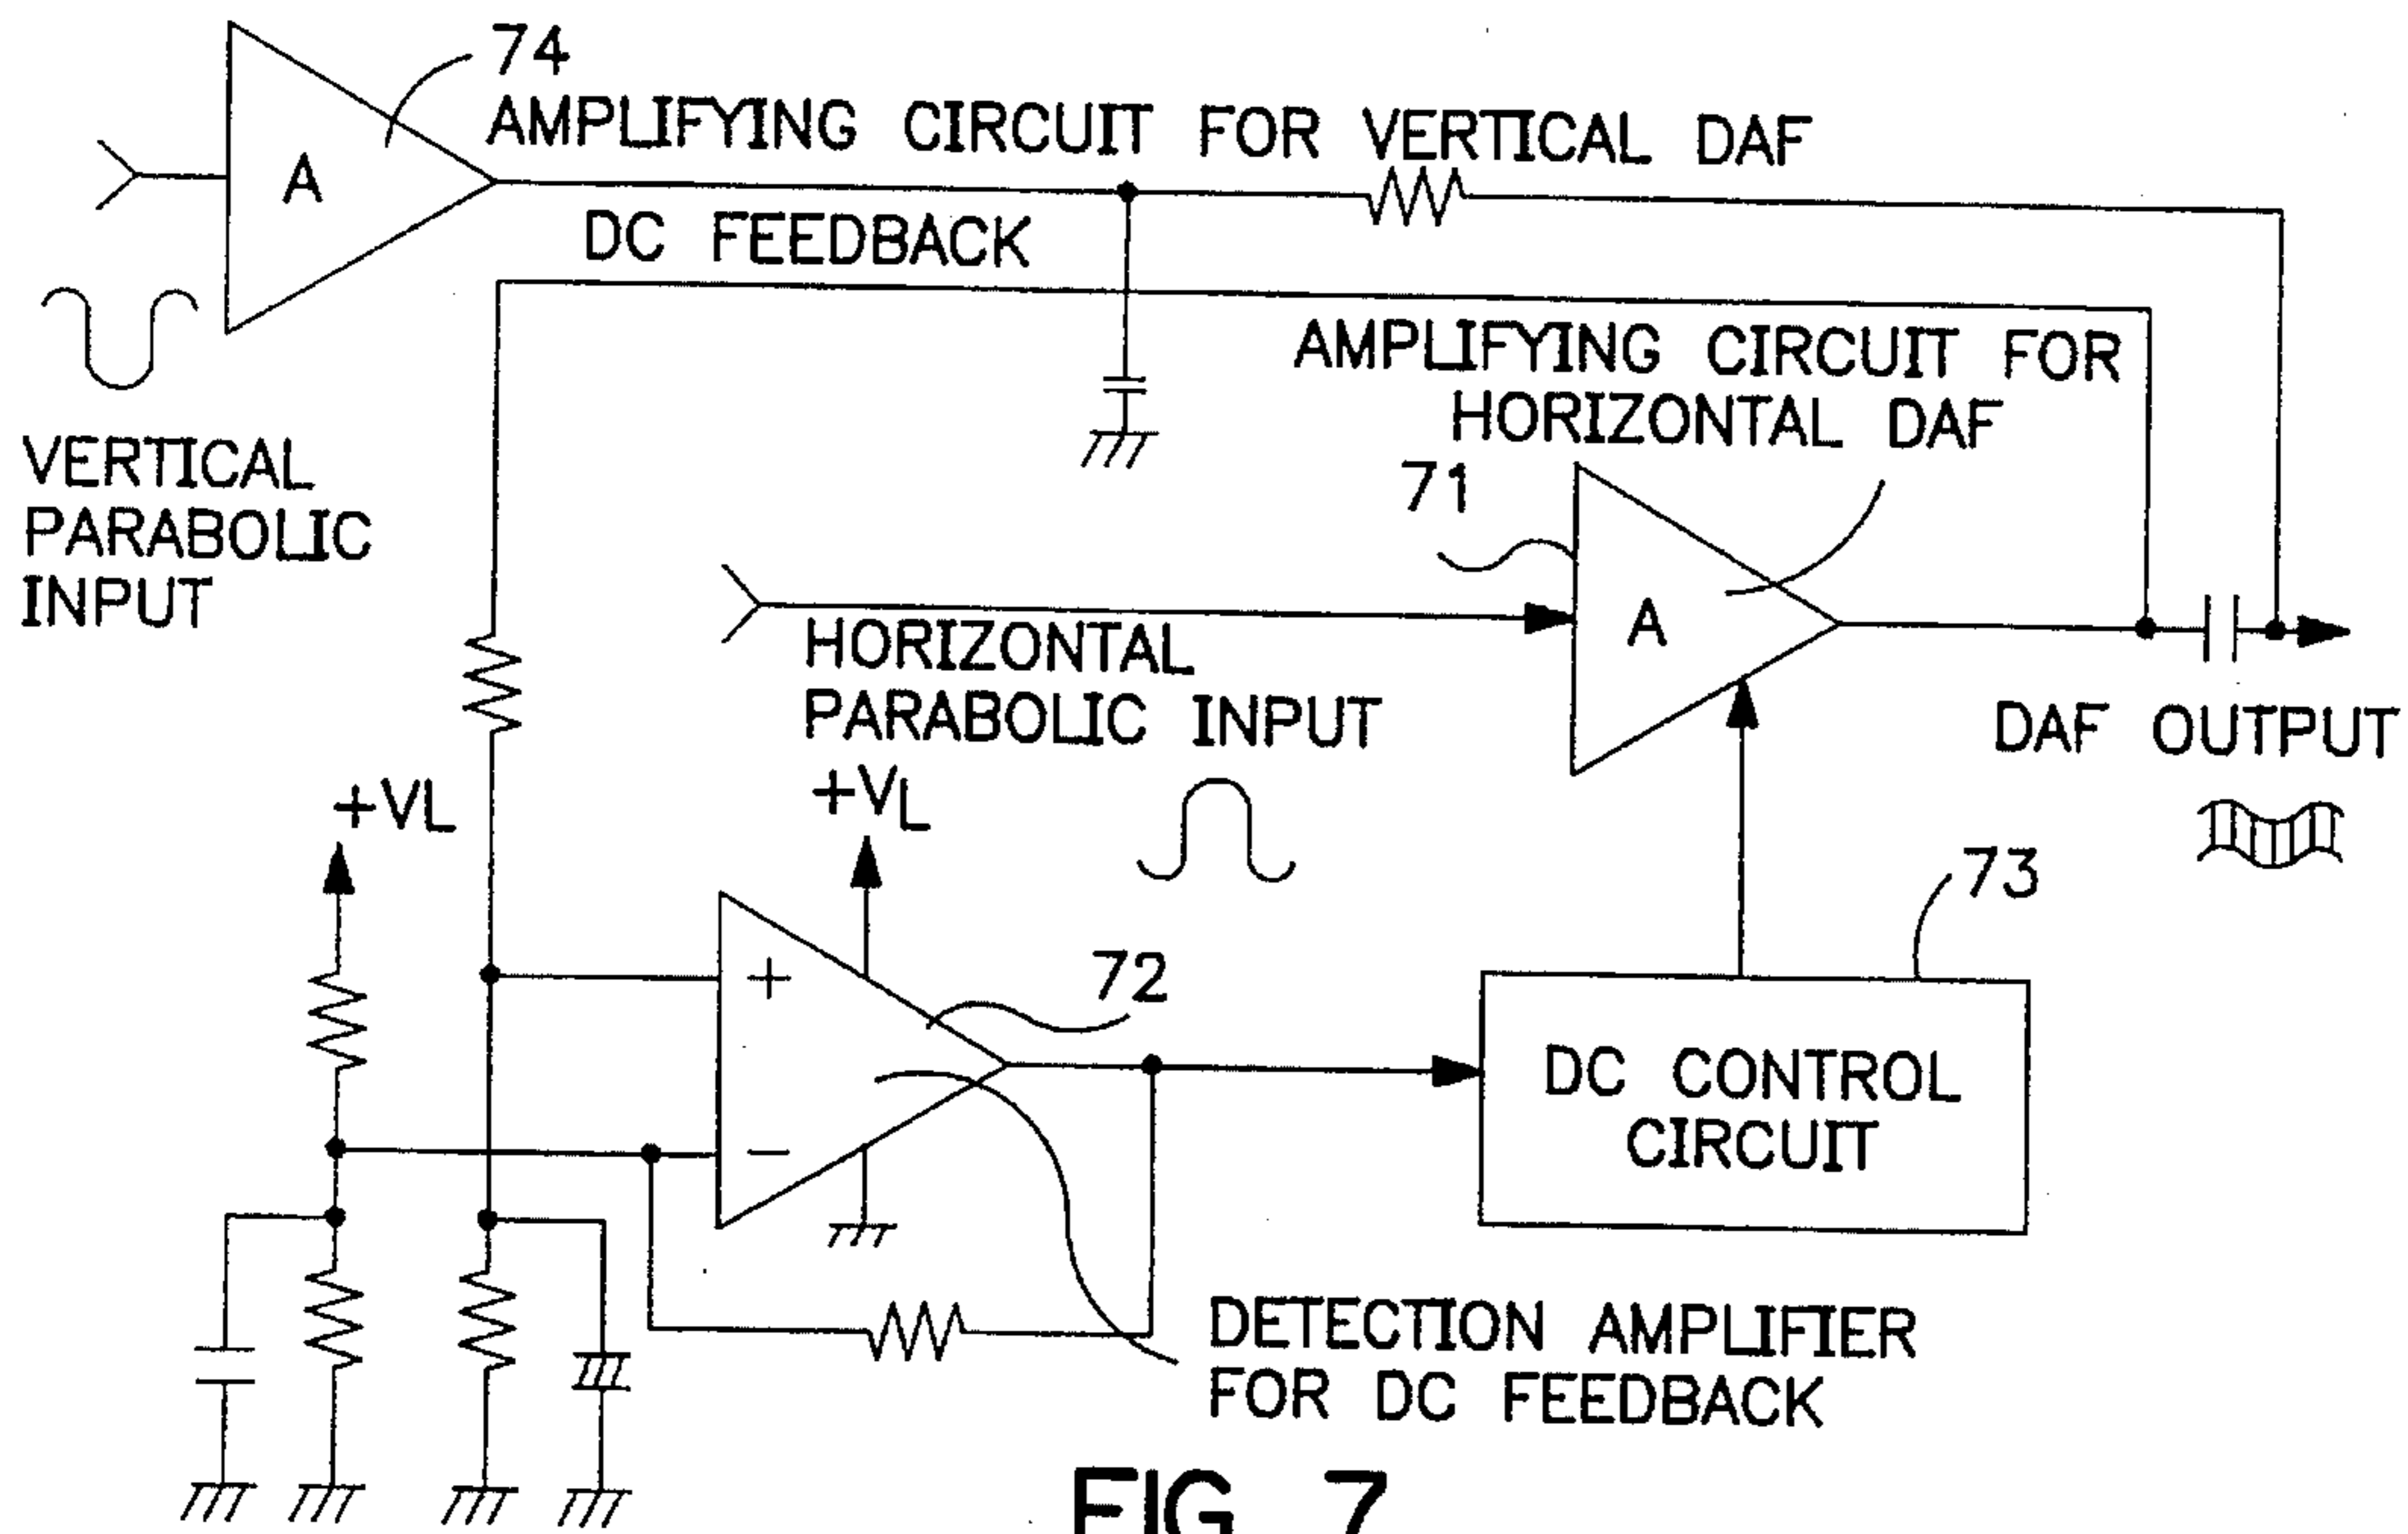 74
AMPLIFYING CIRCUIT FOR VERTICAL DAF
A
DC FEEDBACK
AMPLIFYING CIRCUIT FOR
HORIZONTAL DAF
VERTICAL
PARABOLIC
INPUT
71
A
HORIZONTAL
PARABOLIC INPUT
DAF OUTPUT
+VL
+VL
73
+
72
−
DC CONTROL
CIRCUIT
DETECTION AMPLIFIER
FOR DC FEEDBACK
FIG. 7